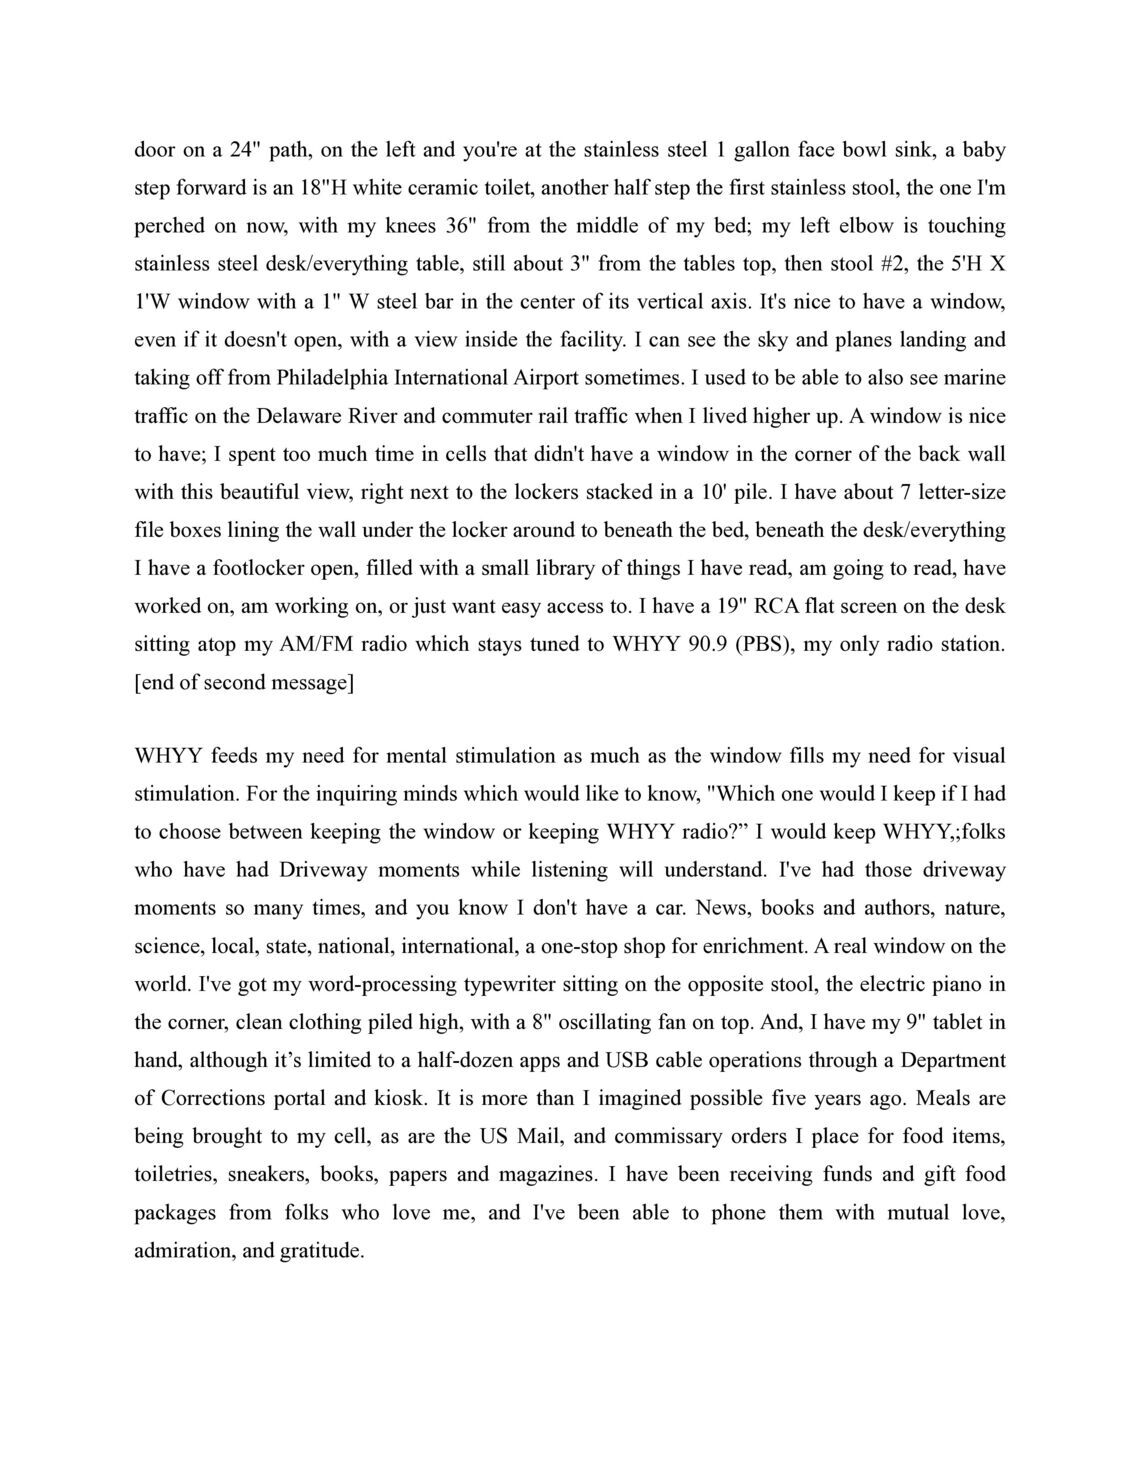 door on a 24" path, on the left and you're at the stainless steel 1 gallon face bowl sink, a baby
step forward is an 18"H white ceramic toilet, another half step the first stainless stool, the one I'm
perched on now, with my knees 36" from the middle of my bed; my left elbow is touching
stainless steel desk/everything table, still about 3" from the tables top, then stool #2, the 5'H X
1'W window with a 1" W steel bar in the center of its vertical axis. It's nice to have a window,
even if it doesn't open, with a view inside the facility. I can see the sky and planes landing and
taking off from Philadelphia International Airport sometimes. I used to be able to also see marine
traffic on the Delaware River and commuter rail traffic when I lived higher up. A window is nice
to have; I spent too much time in cells that didn't have a window in the corner of the back wall
with this beautiful view, right next to the lockers stacked in a 10' pile. I have about 7 letter-size
file boxes lining the wall under the locker around to beneath the bed, beneath the desk/everything
I have a footlocker open, filled with a small library of things I have read, am going to read, have
worked on, am working on, or just want easy access to. I have a 19" RCA flat screen on the desk
sitting atop my AM/FM radio which stays tuned to WHYY 90.9 (PBS), my only radio station.
[end of second message]
WHYY feeds my need for mental stimulation as much as the window fills my need for visual
stimulation. For the inquiring minds which would like to know, "Which one would I keep if I had
to choose between keeping the window or keeping WHYY radio?” I would keep WHYY,;folks
who have had Driveway moments while listening will understand. I've had those driveway
moments so many times, and you know I don't have a car. News, books and authors, nature,
science, local, state, national, international, a one-stop shop for enrichment. A real window on the
world. I've got my word-processing typewriter sitting on the opposite stool, the electric piano in
the corner, clean clothing piled high, with a 8" oscillating fan on top. And, I have my 9" tablet in
hand, although it’s limited to a half-dozen apps and USB cable operations through a Department
of Corrections portal and kiosk. It is more than I imagined possible five years ago. Meals are
being brought to my cell, as are the US Mail, and commissary orders I place for food items,
toiletries, sneakers, books, papers and magazines. I have been receiving funds and gift food
packages from folks who love me, and I've been able to phone them with mutual love,
admiration, and gratitude.